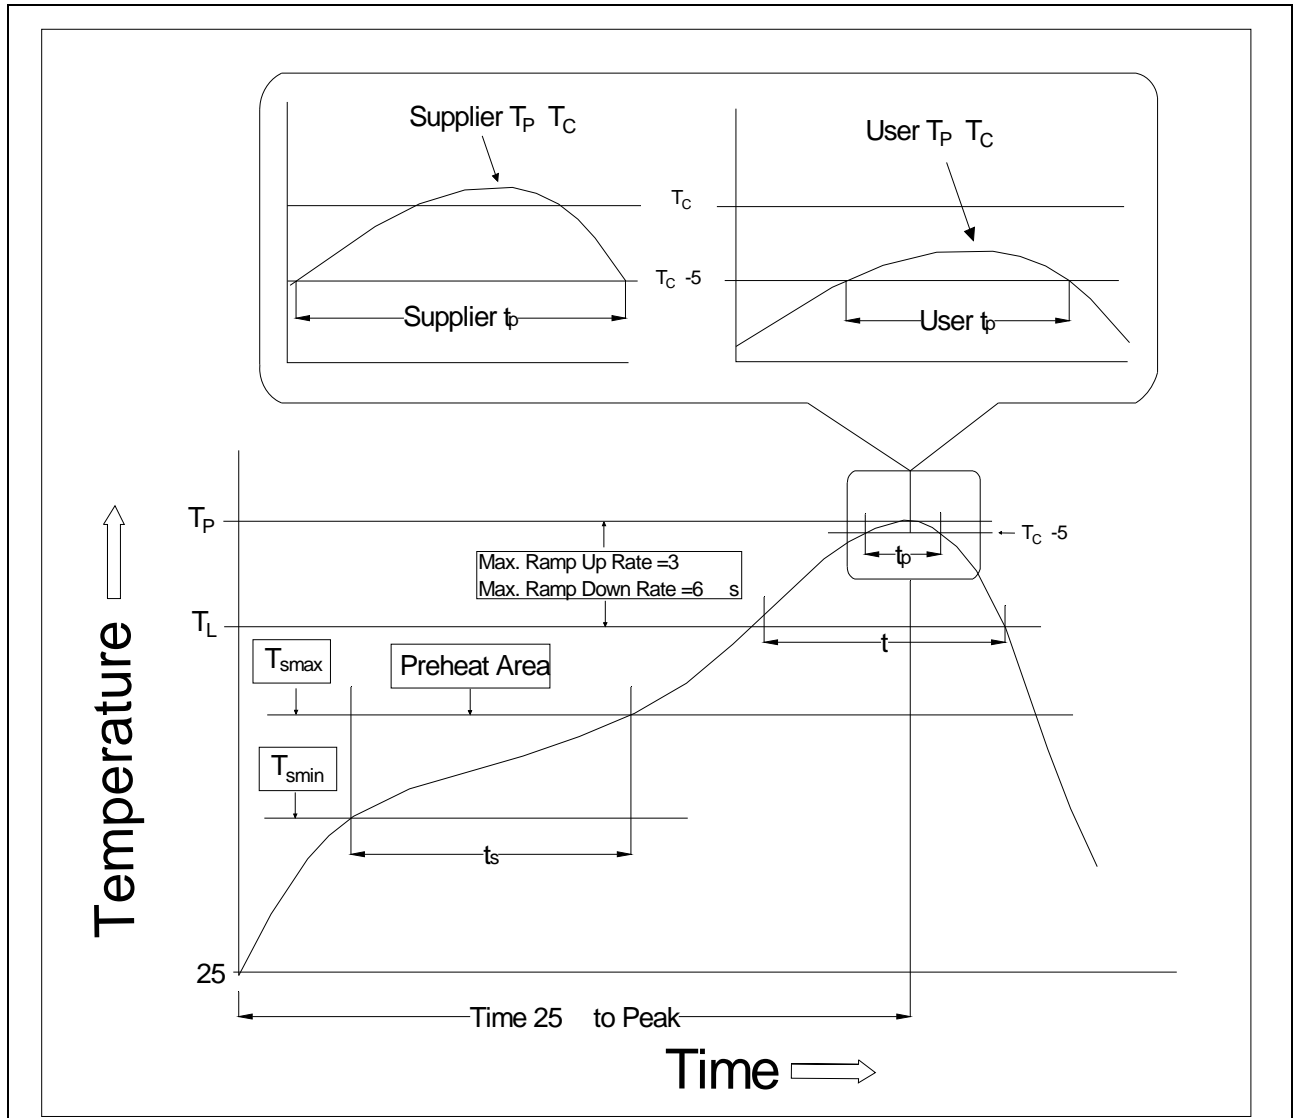 Supplier TP TC
User TP TC
TC
TC -5
Supplier tp
User tp
TP
TC -5
tp
Max. Ramp Up Rate =3
Max. Ramp Down Rate =6 s
TL
t
Tsmax
Preheat Area
Tsmin
ts
Temperature
25
Time 25 to Peak
Time